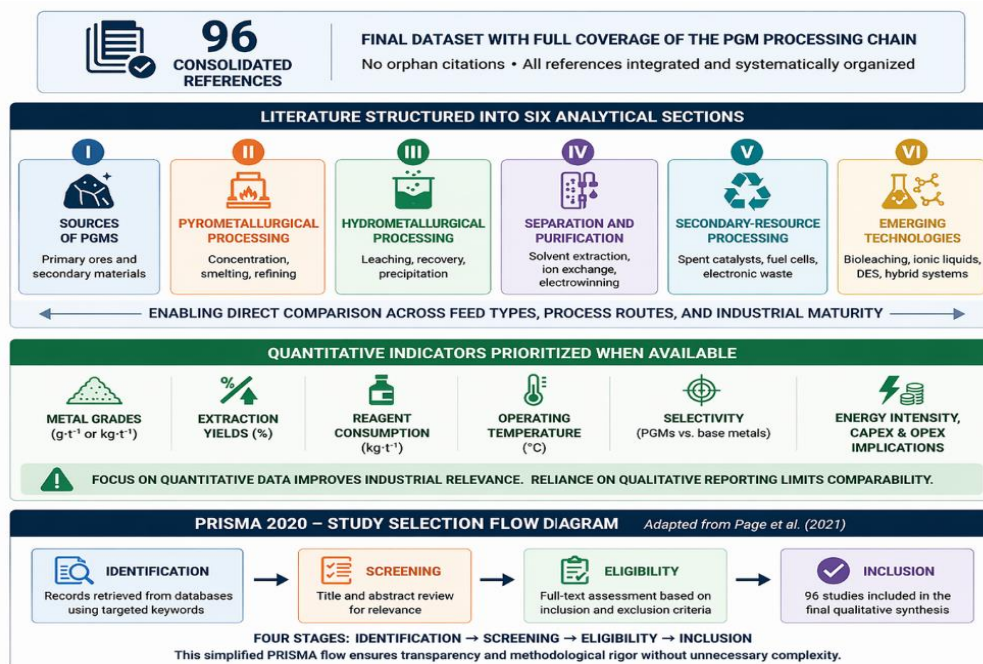 96
CONSOLIDATED
REFERENCES
FINAL DATASET WITH FULL COVERAGE OF THE PGM PROCESSING CHAIN
No orphan citations • All references integrated and systematically organized
LITERATURE STRUCTURED INTO SIX ANALYTICAL SECTIONS
I
SOURCES
OF PGMS
Primary ores and
secondary materials
II
PYROMETALLURGICAL
PROCESSING
Concentration,
smelting, refining
III
HYDROMETALLURGICAL
PROCESSING
Leaching, recovery,
precipitation
IV
SEPARATION AND
PURIFICATION
Solvent extraction,
ion exchange,
electrowinning
V
SECONDARY-RESOURCE
PROCESSING
Spent catalysts, fuel cells,
electronic waste
VI
EMERGING
TECHNOLOGIES
Bioleaching, ionic liquids,
DES, hybrid systems
ENABLING DIRECT COMPARISON ACROSS FEED TYPES, PROCESS ROUTES, AND INDUSTRIAL MATURITY
QUANTITATIVE INDICATORS PRIORITIZED WHEN AVAILABLE
METAL GRADES
(g·t⁻¹ or kg·t⁻¹)
%
EXTRACTION
YIELDS (%)
REAGENT
CONSUMPTION
(kg·t⁻¹)
OPERATING
TEMPERATURE
(°C)
SELECTIVITY
(PGMs vs. base metals)
ENERGY INTENSITY,
CAPEX & OPEX
IMPLICATIONS
FOCUS ON QUANTITATIVE DATA IMPROVES INDUSTRIAL RELEVANCE. RELIANCE ON QUALITATIVE REPORTING LIMITS COMPARABILITY.
PRISMA 2020 – STUDY SELECTION FLOW DIAGRAM Adapted from Page et al. (2021)
IDENTIFICATION
Records retrieved from databases
using targeted keywords
SCREENING
Title and abstract review
for relevance
ELIGIBILITY
Full-text assessment based on
inclusion and exclusion criteria
INCLUSION
96 studies included in the
final qualitative synthesis
FOUR STAGES: IDENTIFICATION → SCREENING → ELIGIBILITY → INCLUSION
This simplified PRISMA flow ensures transparency and methodological rigor without unnecessary complexity.